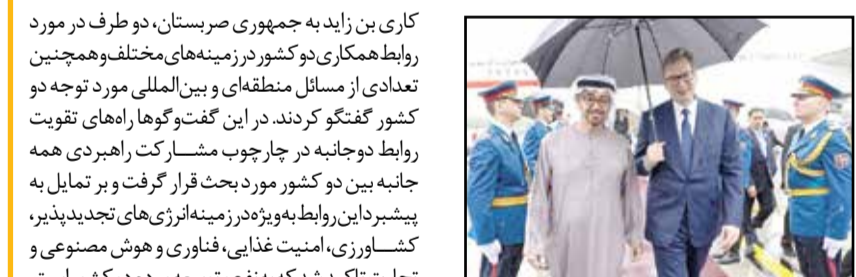 کاری بن زاید به جمهوری صربستان، دو طرف در مورد
روابط همکاری دو کشور در زمینه‌های مختلف و همچنین
تعدادی از مسائل منطقه‌ای و بین‌المللی مورد توجه دو
کشور گفتگو کردند. در این گفت‌وگوها راه‌های تقویت
روابط دوجانبه در چارچوب مشـــارکت راهبردی همه
جانبه بین دو کشور مورد بحث قرار گرفت و بر تمایل به
پیشبرد این روابط به‌ویژه در زمینه انرژی‌های تجدیدپذیر،
کشـــاورزی، امنیت غذایی، فناوری و هوش مصنوعی و